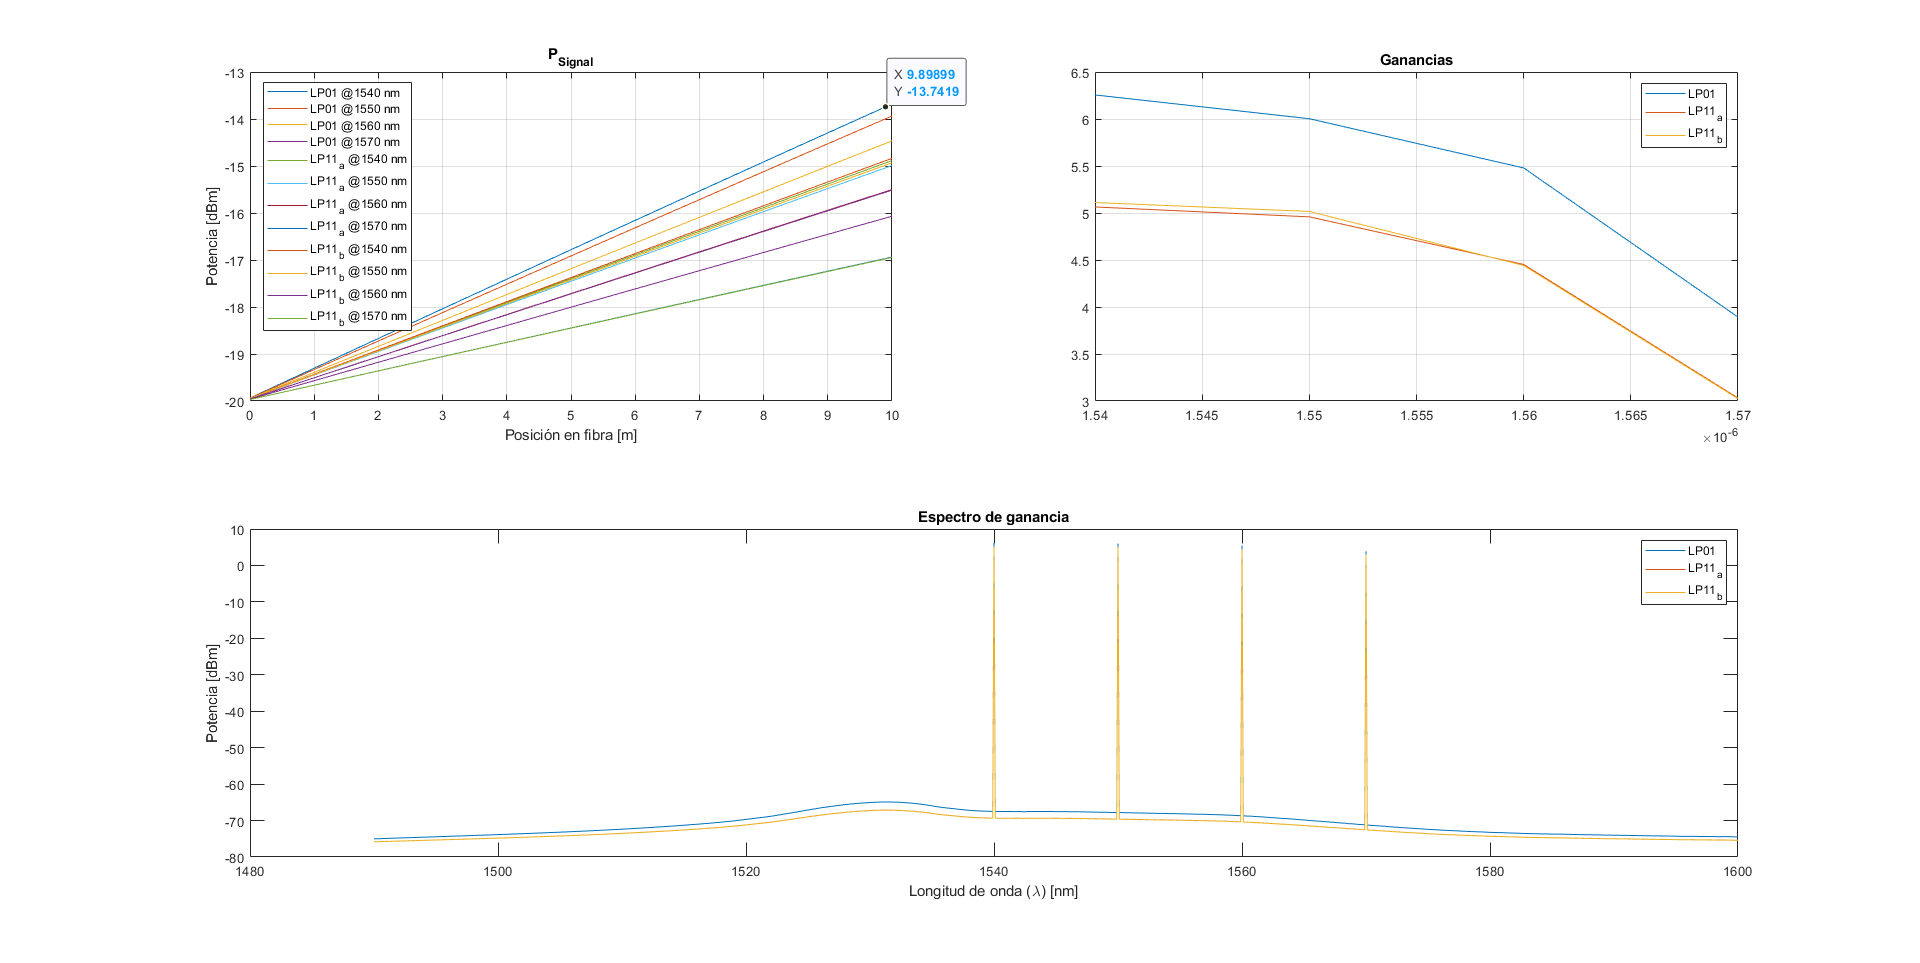 P Signal
-13
-14
-15
-16
-17
-18
-19
-20
Potencia [dBm]
LP01 @1540 nm
LP01 @1550 nm
LP01 @1560 nm
LP01 @1570 nm
LP11a @1540 nm
LP11a @1550 nm
LP11a @1560 nm
LP11a @1570 nm
LP11b @1540 nm
LP11b @1550 nm
LP11b @1560 nm
LP11b @1570 nm
X 9.89899
Y -13.7419
0 1 2 3 4 5 6 7 8 9 10
Posición en fibra [m]
Ganancias
6.5
6
5.5
5
4.5
4
3.5
3
LP01
LP11a
LP11b
1.54 1.545 1.55 1.555 1.56 1.565 1.57
×10-6
Espectro de ganancia
10
0
-10
-20
-30
-40
-50
-60
-70
-80
Potencia [dBm]
LP01
LP11a
LP11b
1480 1500 1520 1540 1560 1580 1600
Longitud de onda (λ) [nm]